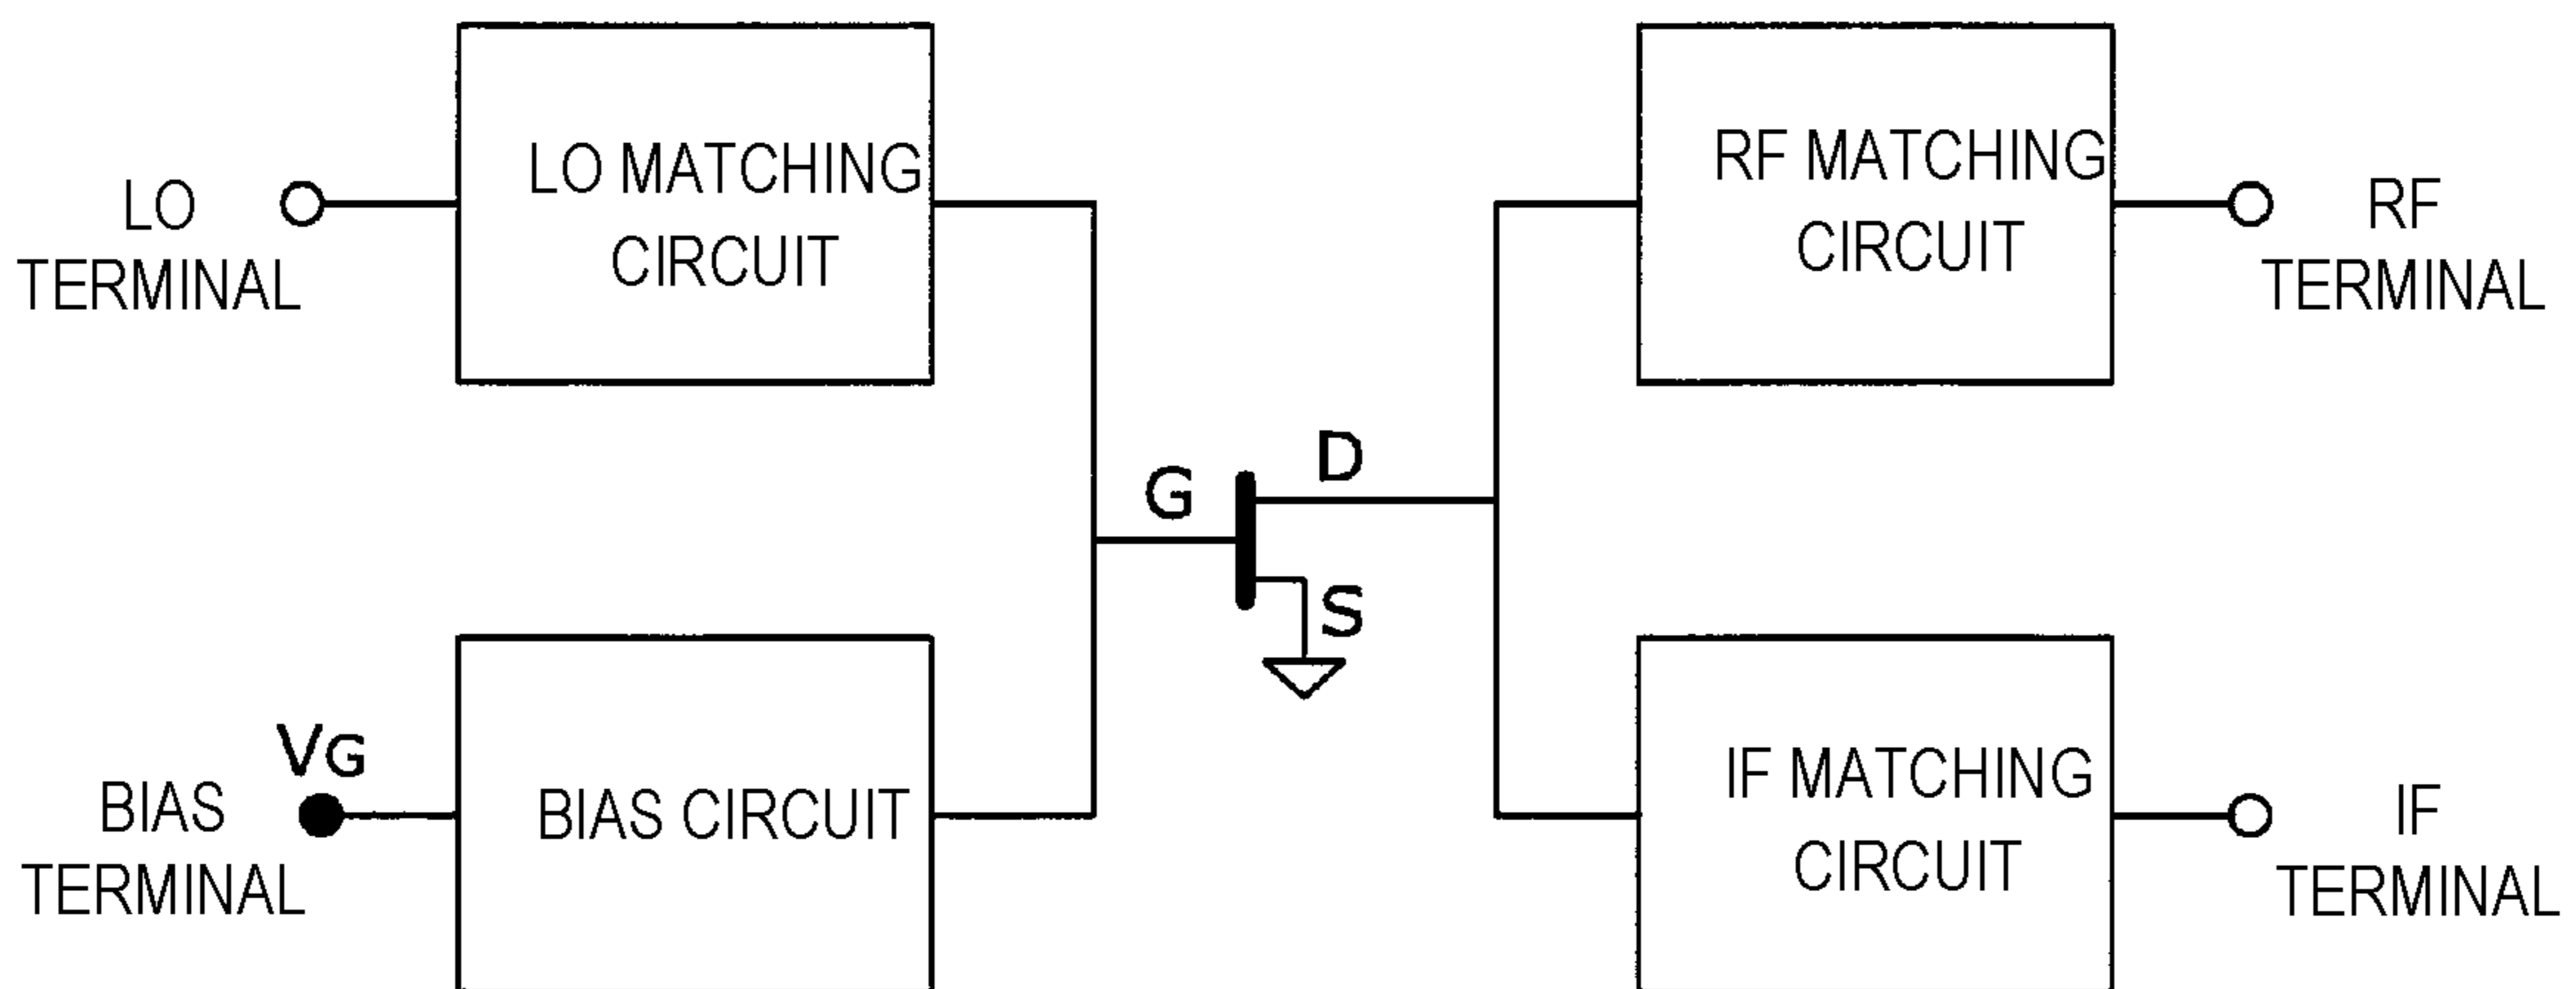 LO
TERMINAL
LO MATCHING
CIRCUIT
RF MATCHING
CIRCUIT
RF
TERMINAL
G
D
S
VG
BIAS
TERMINAL
BIAS CIRCUIT
IF MATCHING
CIRCUIT
IF
TERMINAL